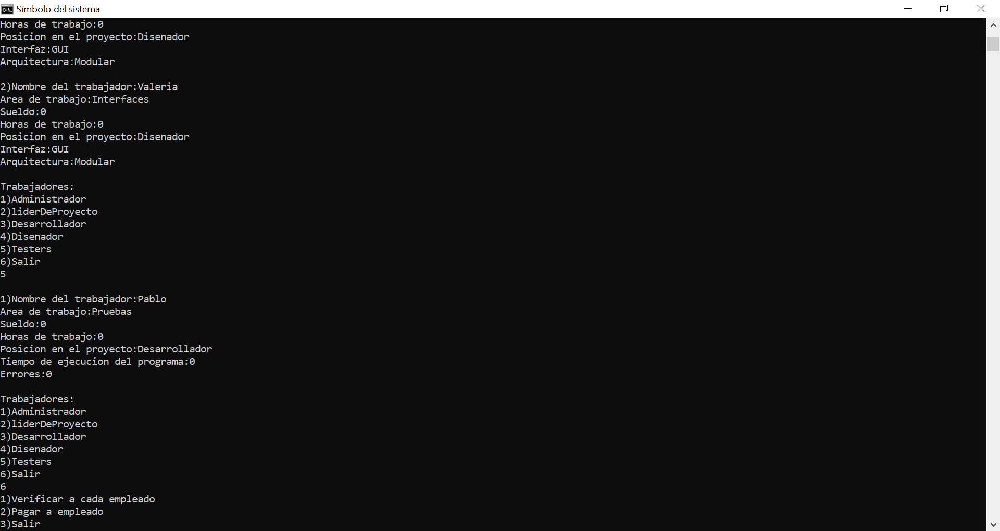 Símbolo del sistema
Horas de trabajo:0
Posicion en el proyecto:Disenador
Interfaz:GUI
Arquitectura:Modular
2)Nombre del trabajador:Valeria
Area de trabajo:Interfaces
Sueldo:0
Horas de trabajo:0
Posicion en el proyecto:Disenador
Interfaz:GUI
Arquitectura:Modular
Trabajadores:
1)Administrador
2)liderDeProyecto
3)Desarrollador
4)Disenador
5)Testers
6)Salir
5
1)Nombre del trabajador:Pablo
Area de trabajo:Pruebas
Sueldo:0
Horas de trabajo:0
Posicion en el proyecto:Desarrollador
Tiempo de ejecucion del programa:0
Errores:0
Trabajadores:
1)Administrador
2)liderDeProyecto
3)Desarrollador
4)Disenador
5)Testers
6)Salir
6
1)Verificar a cada empleado
2)Pagar a empleado
3)Salir